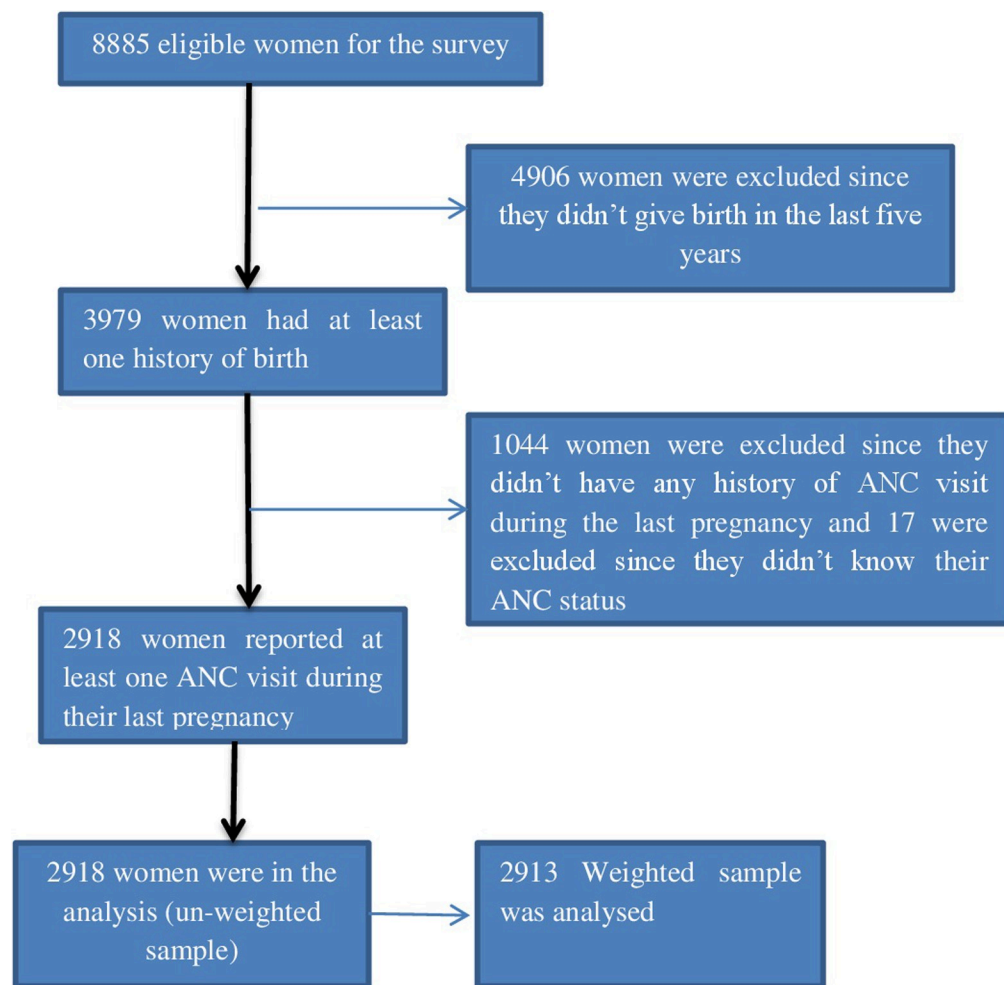 8885 eligible women for the survey
4906 women were excluded since
they didn’t give birth in the last five
years
3979 women had at least
one history of birth
1044 women were excluded since they
didn’t have any history of ANC visit
during the last pregnancy and 17 were
excluded since they didn’t know their
ANC status
2918 women reported at
least one ANC visit during
their last pregnancy
2918 women were in the
analysis (un-weighted
sample)
2913 Weighted sample
was analysed